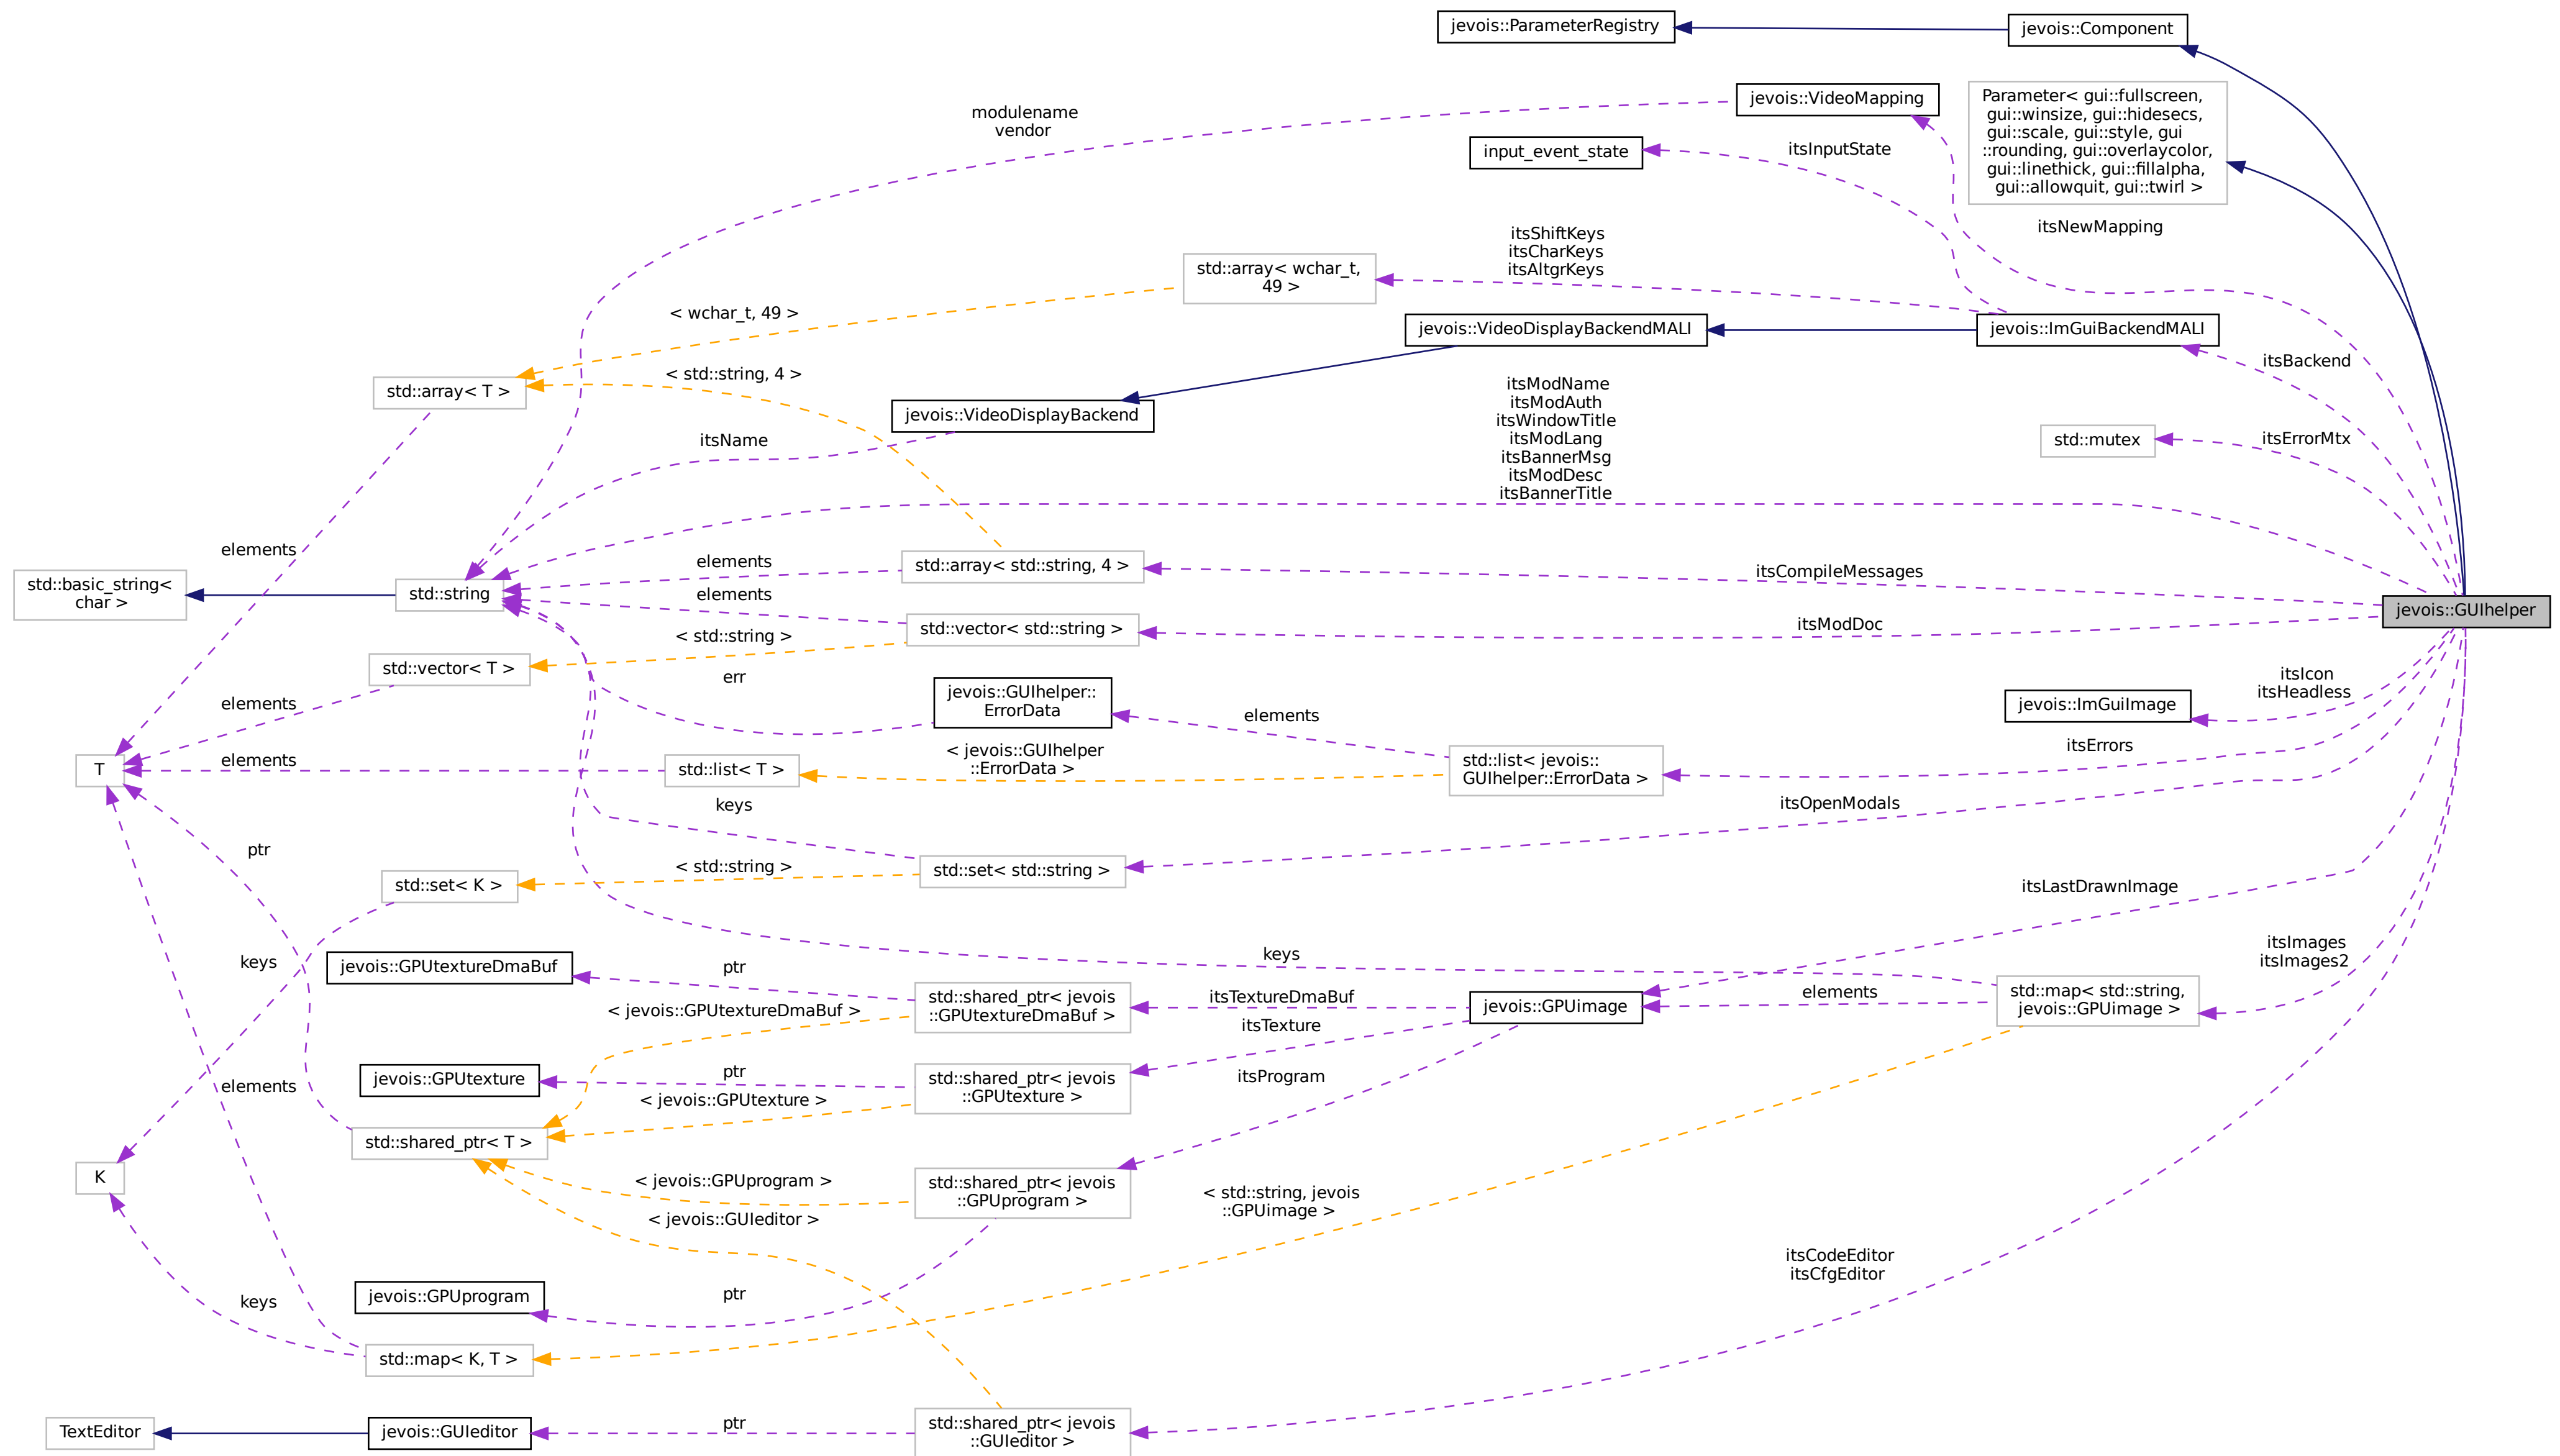 jevois::ParameterRegistry
jevois::Component
Parameter< gui::fullscreen,
gui::winsize, gui::hidesecs,
gui::scale, gui::style, gui
::rounding, gui::overlaycolor,
gui::linethick, gui::fillalpha,
gui::allowquit, gui::twirl >
jevois::VideoMapping
modulename
vendor
input_event_state
itsInputState
itsNewMapping
itsShiftKeys
itsCharKeys
itsAltgrKeys
std::array< wchar_t,
49 >
< wchar_t, 49 >
jevois::VideoDisplayBackendMALI
jevois::ImGuiBackendMALI
itsBackend
< std::string, 4 >
std::array< T >
jevois::VideoDisplayBackend
itsName
itsModName
itsModAuth
itsWindowTitle
itsModLang
itsBannerMsg
itsModDesc
itsBannerTitle
std::mutex
itsErrorMtx
elements
std::basic_string<
char >
std::string
elements
std::array< std::string, 4 >
itsCompileMessages
elements
std::vector< std::string >
itsModDoc
jevois::GUIhelper
< std::string >
std::vector< T >
elements
err
jevois::GUIhelper::
ErrorData
elements
itsIcon
itsHeadless
jevois::ImGuiImage
itsErrors
T
elements
std::list< T >
< jevois::GUIhelper
::ErrorData >
std::list< jevois::
GUIhelper::ErrorData >
keys
itsOpenModals
ptr
std::set< K >
< std::string >
std::set< std::string >
itsLastDrawnImage
keys
jevois::GPUtextureDmaBuf
ptr
keys
itsImages
itsImages2
std::shared_ptr< jevois
::GPUtextureDmaBuf >
itsTextureDmaBuf
jevois::GPUimage
elements
std::map< std::string,
jevois::GPUimage >
< jevois::GPUtextureDmaBuf >
itsTexture
jevois::GPUtexture
ptr
std::shared_ptr< jevois
::GPUtexture >
itsProgram
elements
< jevois::GPUtexture >
std::shared_ptr< T >
K
< jevois::GPUprogram >
std::shared_ptr< jevois
::GPUprogram >
< std::string, jevois
::GPUimage >
< jevois::GUIeditor >
itsCodeEditor
itsCfgEditor
jevois::GPUprogram
ptr
keys
std::map< K, T >
TextEditor
jevois::GUIeditor
ptr
std::shared_ptr< jevois
::GUIeditor >